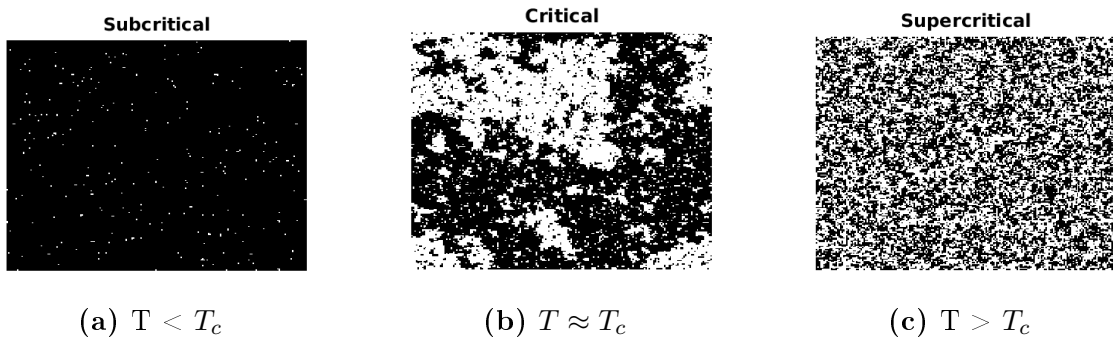 Subcritical
Critical
Supercritical
(a) T < T_c
(b) T ≈ T_c
(c) T > T_c